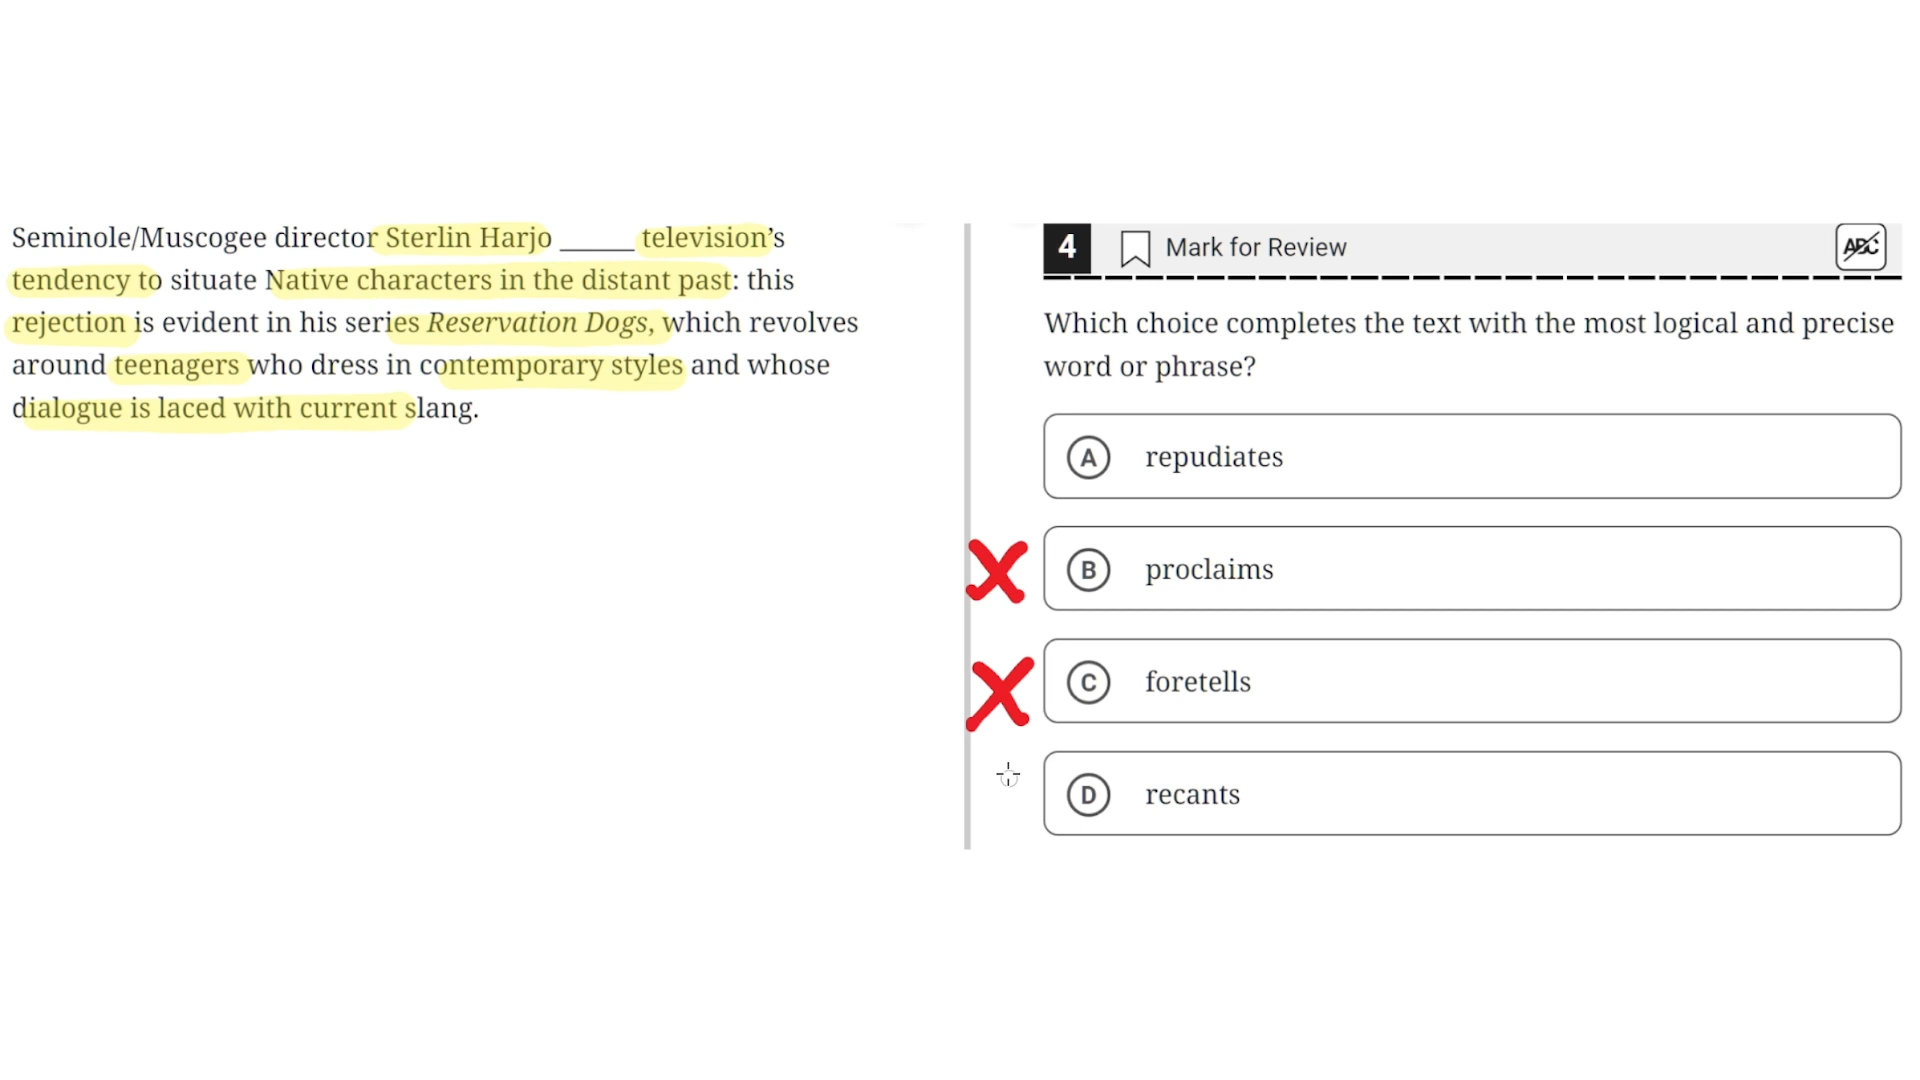 Seminole/Muscogee director Sterlin Harjo ______ television’s
tendency to situate Native characters in the distant past: this
rejection is evident in his series Reservation Dogs, which revolves
around teenagers who dress in contemporary styles and whose
dialogue is laced with current slang.
4 Mark for Review ABC
Which choice completes the text with the most logical and precise
word or phrase?
A repudiates
B proclaims
C foretells
D recants